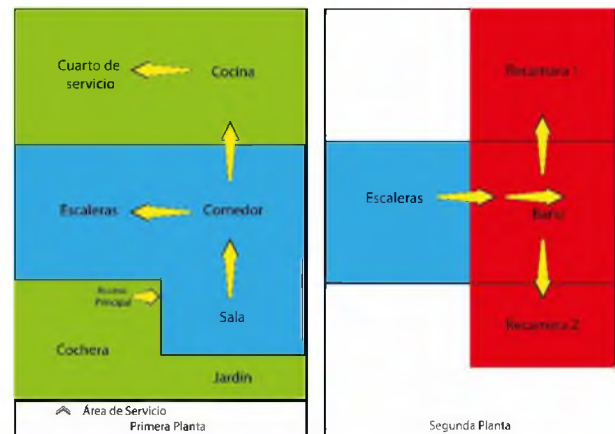 Cuarto de
servicio
Cocina
Escaleras
Comedor
Acceso
Principal
Sala
Cochera
Jardín
Área de Servicio
Primera Planta
Recamara 1
Escaleras
Baño
Recamara 2
Segunda Planta